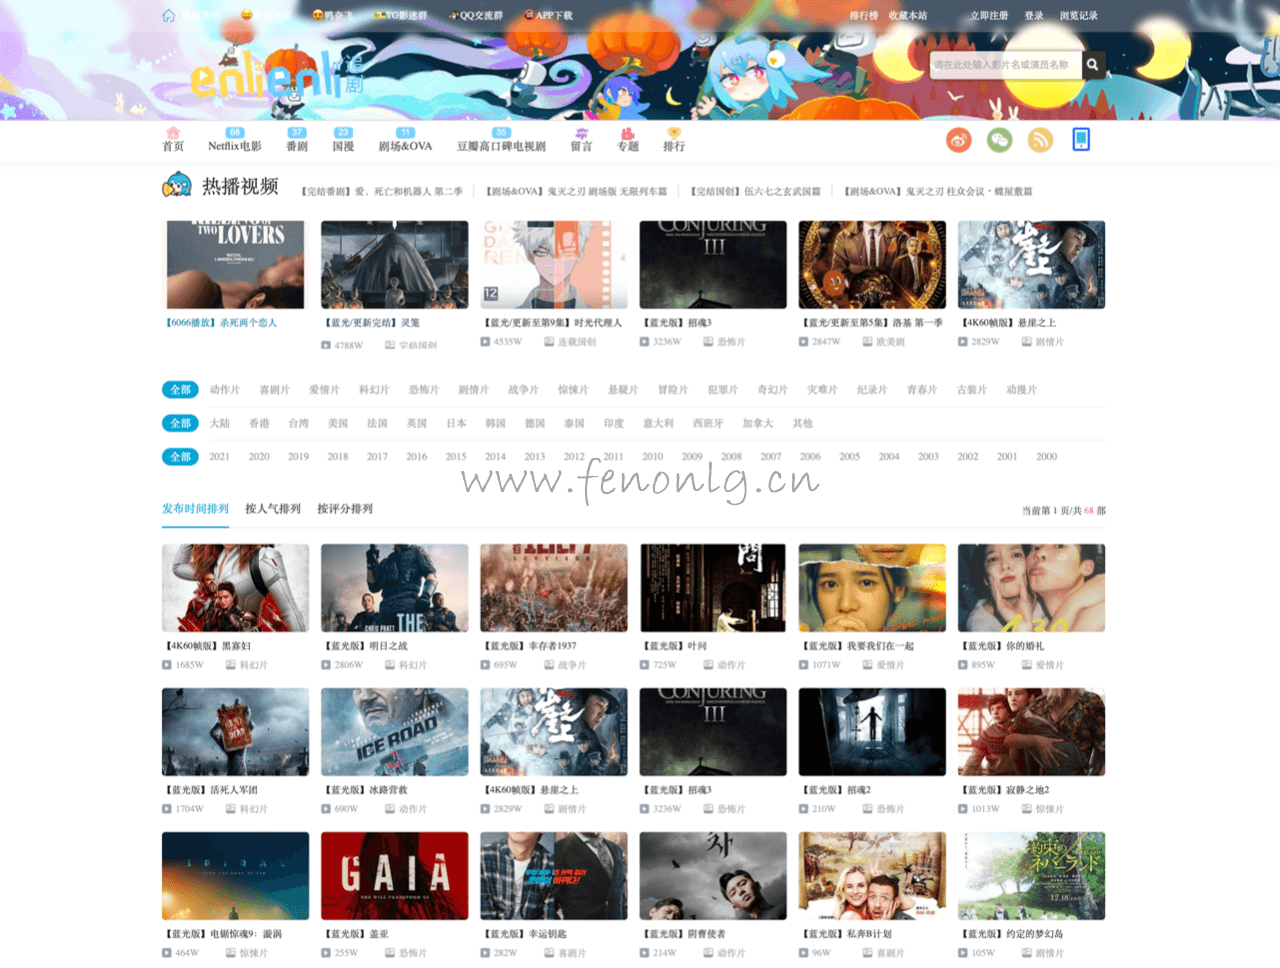 鸭奈飞 TG影迷群 QQ交流群 APP下载 排行榜 收藏本站 立即注册 登录 浏览记录
enlienli 追剧
请在此处输入影片名或演员名称
68 37 23 11 35
首页 Netflix电影 番剧 国漫 剧场&OVA 豆瓣高口碑电视剧 留言 专题 排行
热播视频 【完结番剧】爱、死亡和机器人 第二季 【剧场&OVA】鬼灭之刃 剧场版 无限列车篇 【完结国创】伍六七之玄武国篇 【剧场&OVA】鬼灭之刃 柱众会议・蝶屋敷篇
TWO LOVERS
12
CONJURING III
【6066播放】杀死两个恋人 【蓝光/更新完结】灵笼 【蓝光/更新至第9集】时光代理人 【蓝光版】招魂3 【蓝光/更新至第5集】洛基 第一季 【4K60帧版】悬崖之上
4788W 完结国创 4535W 连载国创 3236W 恐怖片 2847W 欧美剧 2829W 剧情片
全部 动作片 喜剧片 爱情片 科幻片 恐怖片 剧情片 战争片 惊悚片 悬疑片 冒险片 犯罪片 奇幻片 灾难片 纪录片 青春片 古装片 动漫片
全部 大陆 香港 台湾 美国 法国 英国 日本 韩国 德国 泰国 印度 意大利 西班牙 加拿大 其他
全部 2021 2020 2019 2018 2017 2016 2015 2014 2013 2012 2011 2010 2009 2008 2007 2006 2005 2004 2003 2002 2001 2000
www.fenonlg.cn
发布时间排列 按人气排列 按评分排列 当前第 1 页/共 68 部
CHRIS PRATT THE
問
【4K60帧版】黑寡妇 【蓝光版】明日之战 【蓝光版】幸存者1937 【蓝光版】叶问 【蓝光版】我要我们在一起 【蓝光版】你的婚礼
1685W 科幻片 2806W 科幻片 695W 战争片 725W 动作片 1071W 爱情片 895W 爱情片
ICE ROAD
CONJURING III
【蓝光版】活死人军团 【蓝光版】冰路营救 【4K60帧版】悬崖之上 【蓝光版】招魂3 【蓝光版】招魂2 【蓝光版】寂静之地2
1704W 科幻片 690W 动作片 2829W 剧情片 3236W 恐怖片 210W 恐怖片 1013W 惊悚片
SPIRAL
GAIA
SHE WILL TRANSFORM US
차
約束のネバーランド
12.18
【蓝光版】电锯惊魂9：漩涡 【蓝光版】盖亚 【蓝光版】幸运钥匙 【蓝光版】阴曹使者 【蓝光版】私奔B计划 【蓝光版】约定的梦幻岛
464W 惊悚片 255W 恐怖片 282W 喜剧片 214W 动作片 96W 喜剧片 105W 剧情片